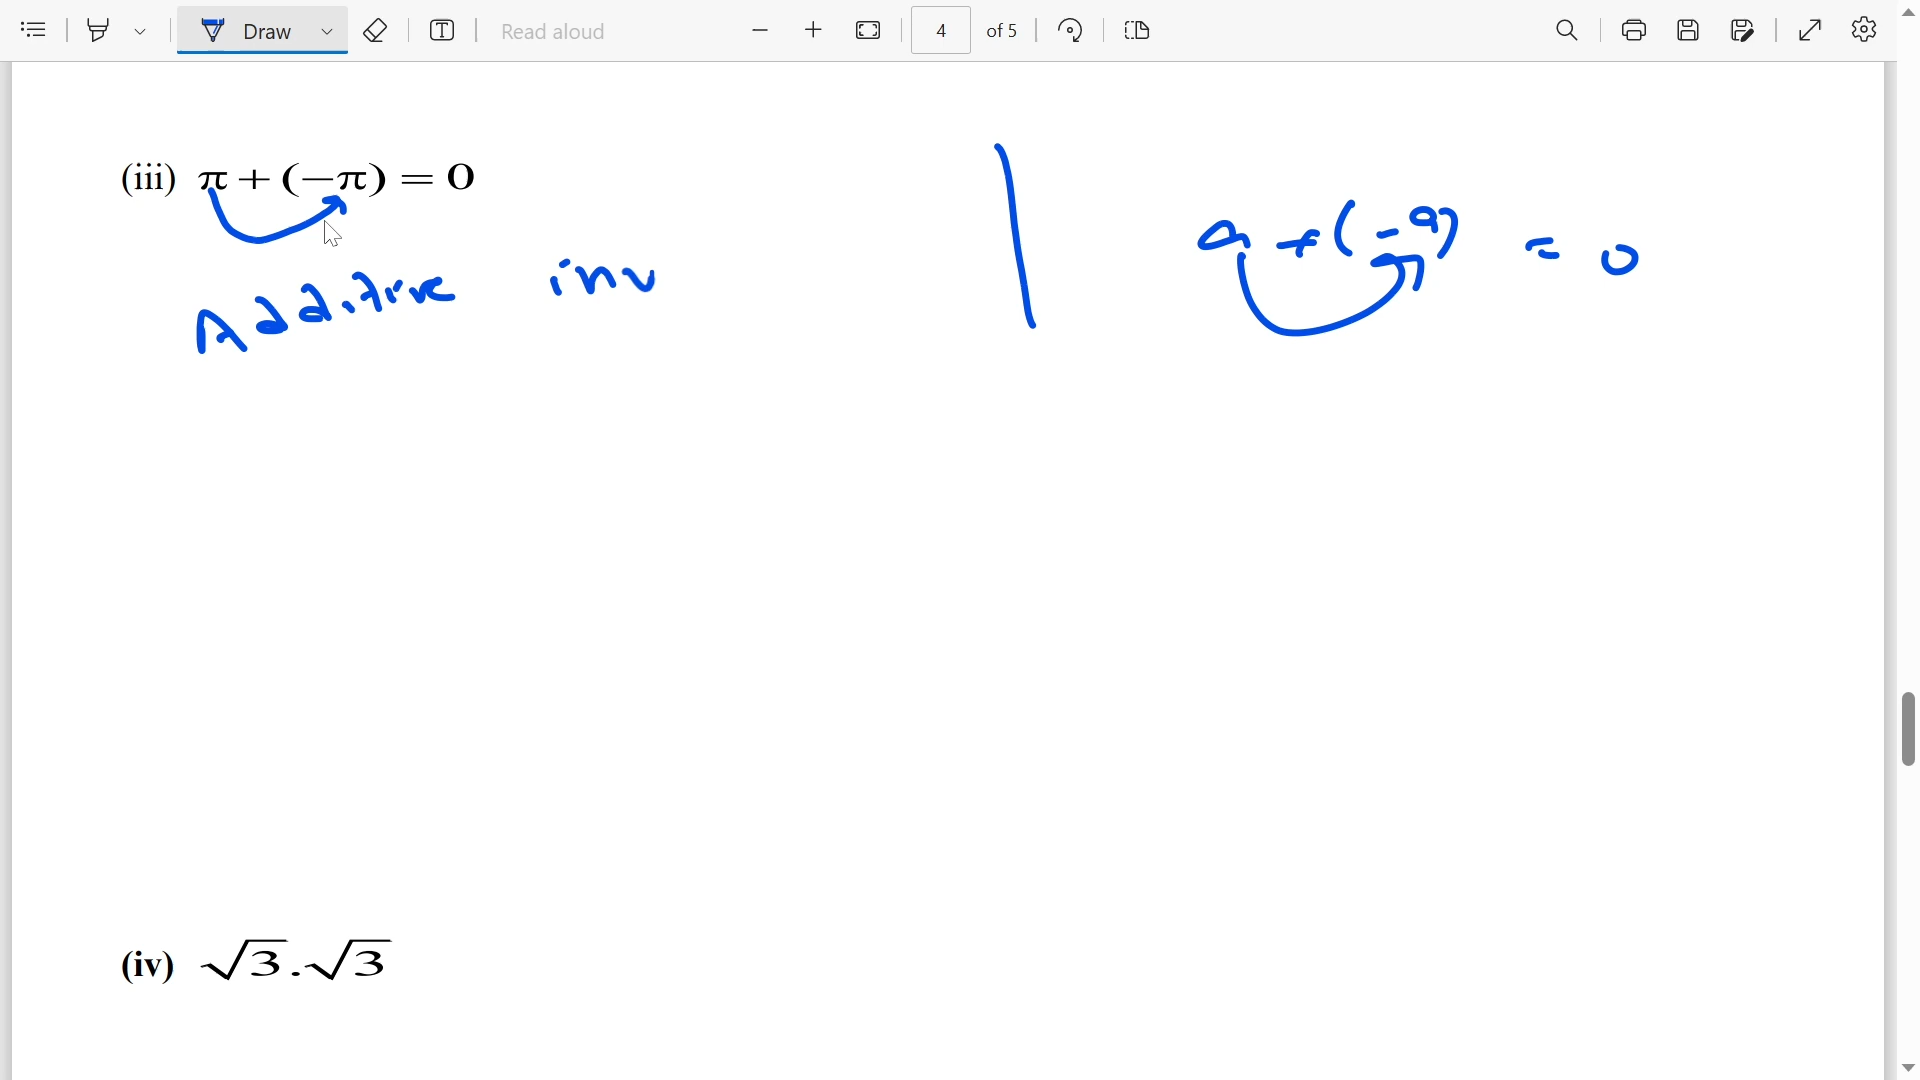 Draw
Read aloud
4 of 5
(iii) π + (−π) = 0
a + (-a) = 0
Additive inv
(iv) √3.√3